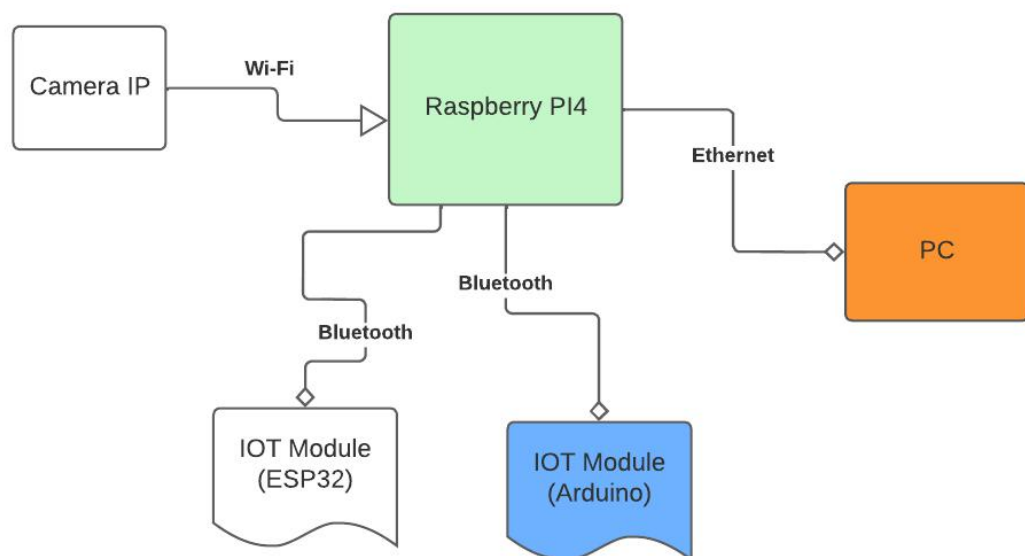 Camera IP
Wi-Fi
Raspberry PI4
Ethernet
PC
Bluetooth
Bluetooth
IOT Module
(ESP32)
IOT Module
(Arduino)